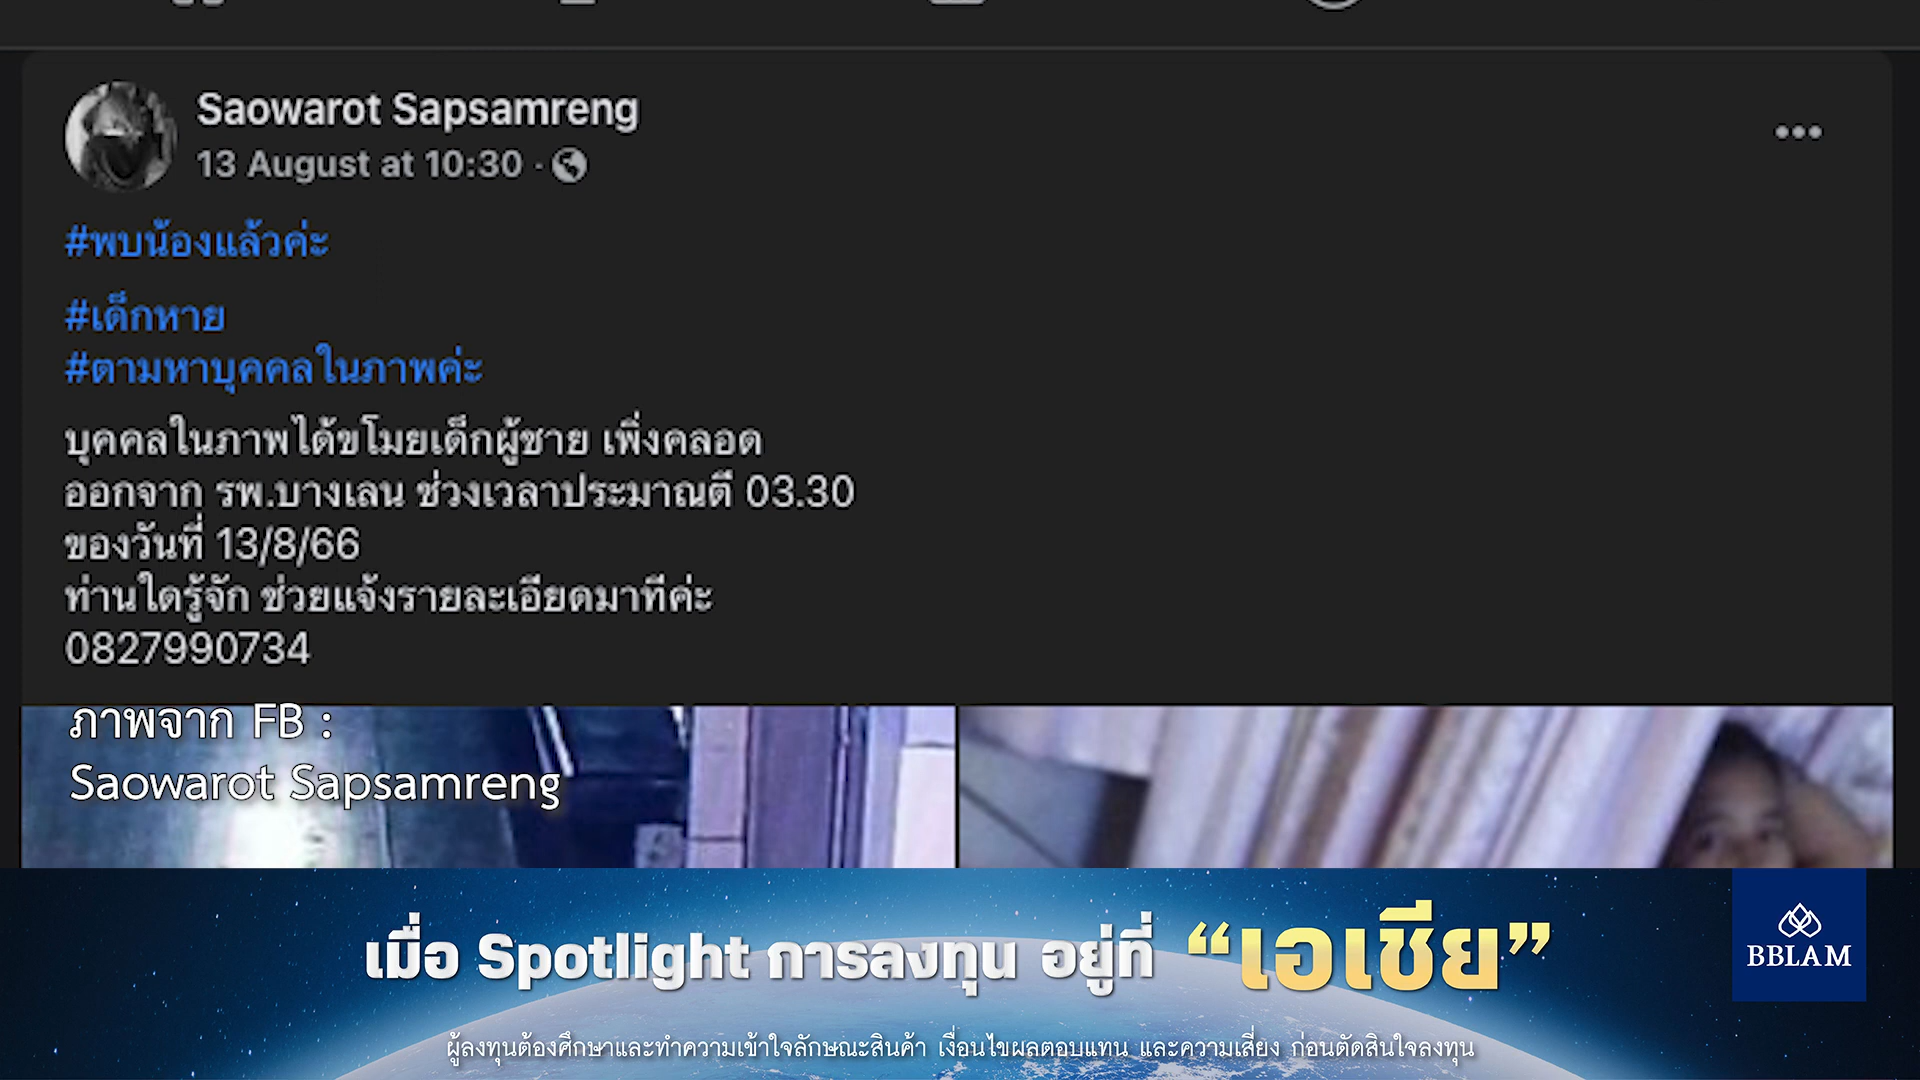 Saowarot Sapsamreng
13 August at 10:30 ·
#พบน้องแล้วค่ะ
#เด็กหาย
#ตามหาบุคคลในภาพค่ะ
บุคคลในภาพได้ขโมยเด็กผู้ชาย เพิ่งคลอด
ออกจาก รพ.บางเลน ช่วงเวลาประมาณตี 03.30
ของวันที่ 13/8/66
ท่านใดรู้จัก ช่วยแจ้งรายละเอียดมาทีค่ะ
0827990734
ภาพจาก FB :
Saowarot Sapsamreng
เมื่อ Spotlight การลงทุน อยู่ที่ “เอเชีย”
BBLAM
ผู้ลงทุนต้องศึกษาและทำความเข้าใจลักษณะสินค้า เงื่อนไขผลตอบแทน และความเสี่ยง ก่อนตัดสินใจลงทุน